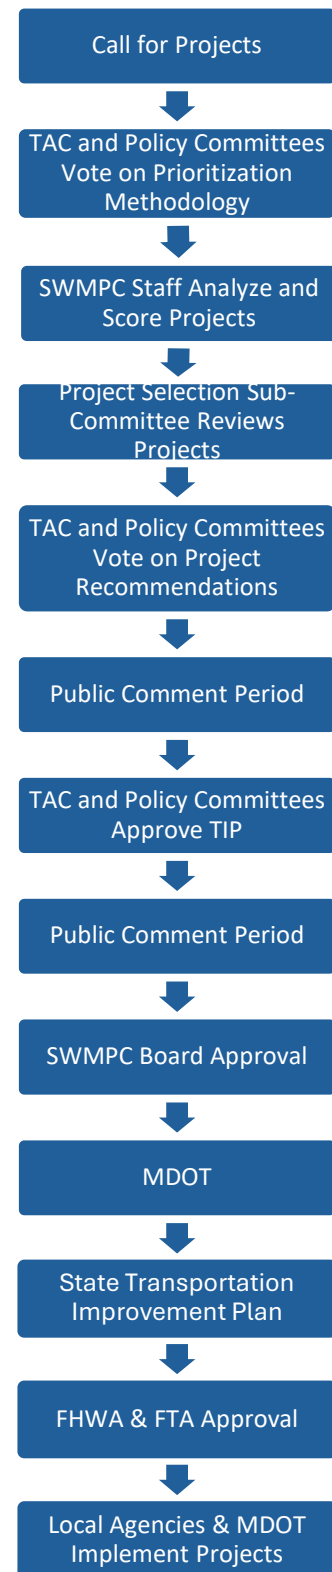 Call for Projects
TAC and Policy Committees
Vote on Prioritization
Methodology
SWMPC Staff Analyze and
Score Projects
Project Selection Sub-
Committee Reviews
Projects
TAC and Policy Committees
Vote on Project
Recommendations
Public Comment Period
TAC and Policy Committees
Approve TIP
Public Comment Period
SWMPC Board Approval
MDOT
State Transportation
Improvement Plan
FHWA & FTA Approval
Local Agencies & MDOT
Implement Projects